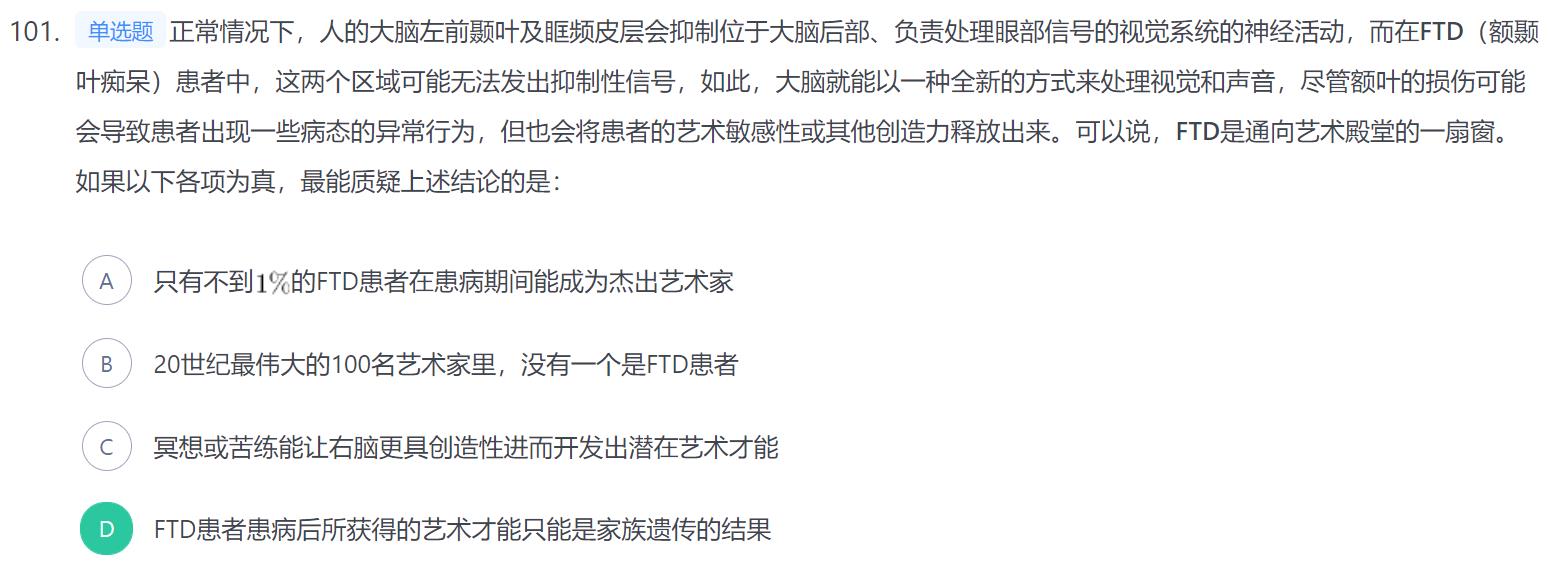 101. 单选题 正常情况下，人的大脑左前颞叶及眶频皮层会抑制位于大脑后部、负责处理眼部信号的视觉系统的神经活动，而在FTD（额颞
叶痴呆）患者中，这两个区域可能无法发出抑制性信号，如此，大脑就能以一种全新的方式来处理视觉和声音，尽管额叶的损伤可能
会导致患者出现一些病态的异常行为，但也会将患者的艺术敏感性或其他创造力释放出来。可以说，FTD是通向艺术殿堂的一扇窗。
如果以下各项为真，最能质疑上述结论的是：
A 只有不到1%的FTD患者在患病期间能成为杰出艺术家
B 20世纪最伟大的100名艺术家里，没有一个是FTD患者
C 冥想或苦练能让右脑更具创造性进而开发出潜在艺术才能
D FTD患者患病后所获得的艺术才能只能是家族遗传的结果